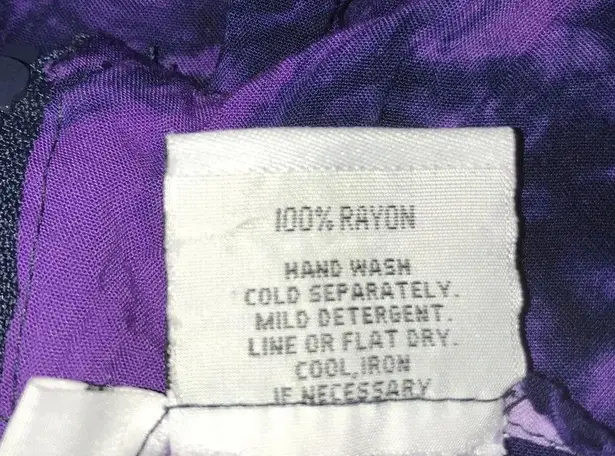 100% RAYON
HAND WASH
COLD SEPARATELY.
MILD DETERGENT.
LINE OR FLAT DRY.
COOL,IRON
IF NECESSARY